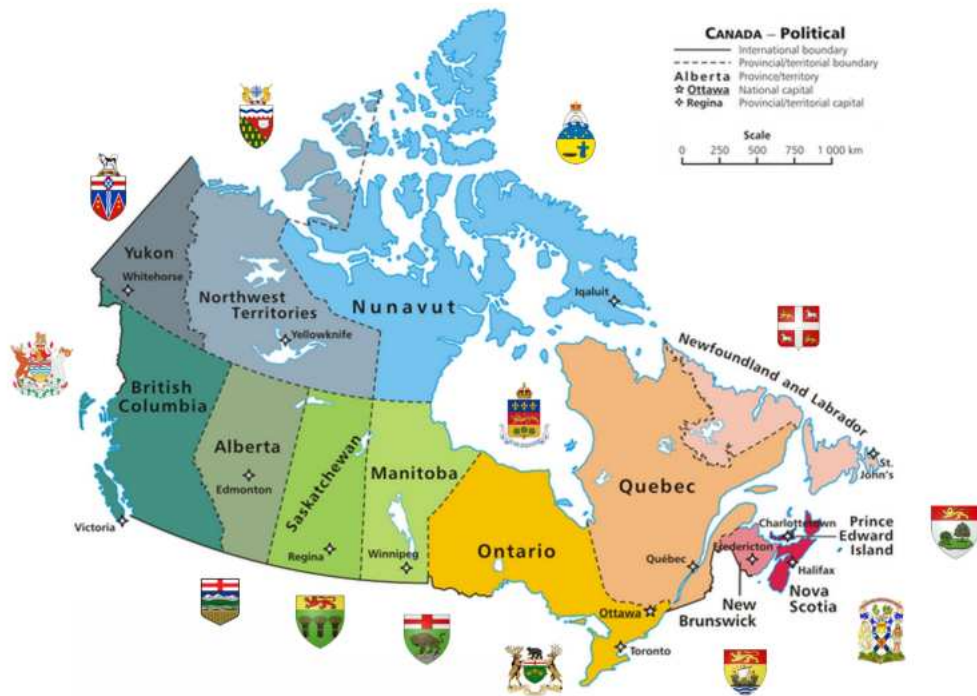 CANADA – Political
International boundary
Provincial/territorial boundary
Alberta Province/territory
Ottawa National capital
Regina Provincial/territorial capital
Scale
0 250 500 750 1 000 km
Yukon
Whitehorse
Northwest
Territories
Yellowknife
Nunavut
Iqaluit
British
Columbia
Victoria
Alberta
Edmonton
Saskatchewan
Regina
Manitoba
Winnipeg
Ontario
Ottawa
Toronto
Quebec
Québec
Newfoundland and Labrador
St.
John's
Charlottetown
Prince
Edward
Island
Fredericton
Halifax
Nova
Scotia
New
Brunswick